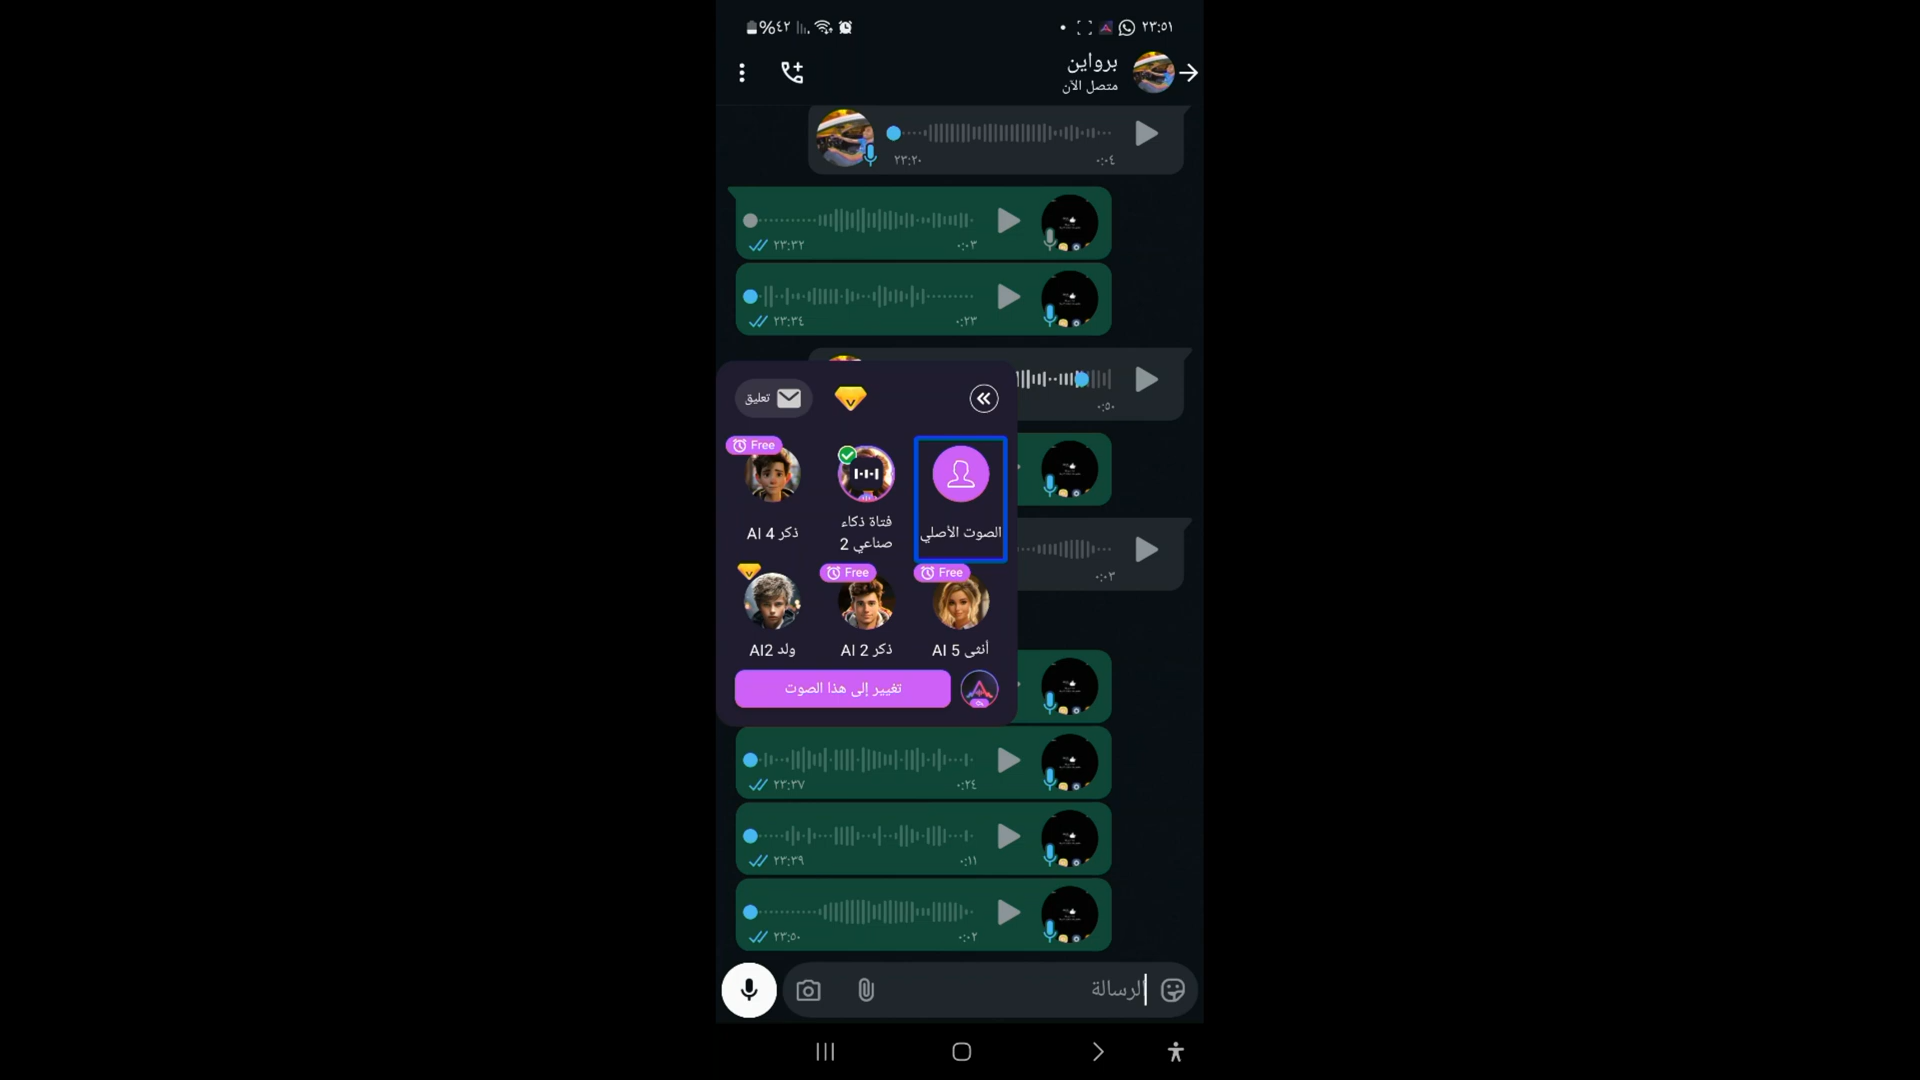 ٢٣:٥١
%٤٢
برواين
متصل الآن
٢٣:٢٠
٠:٠٤
٢٣:٣٢
٠:٠٣
٢٣:٣٤
٠:٢٣
٠:٥٠
تعليق
Free
الصوت الأصلي
فتاة ذكاء
صناعي 2
ذكر 4 AI
٠:٠٣
Free
Free
أنثى 5 AI
ذكر 2 AI
ولد AI2
تغيير إلى هذا الصوت
٢٣:٣٧
٠:٢٤
٢٣:٣٩
٠:١١
٢٣:٥٠
٠:٠٢
الرسالة